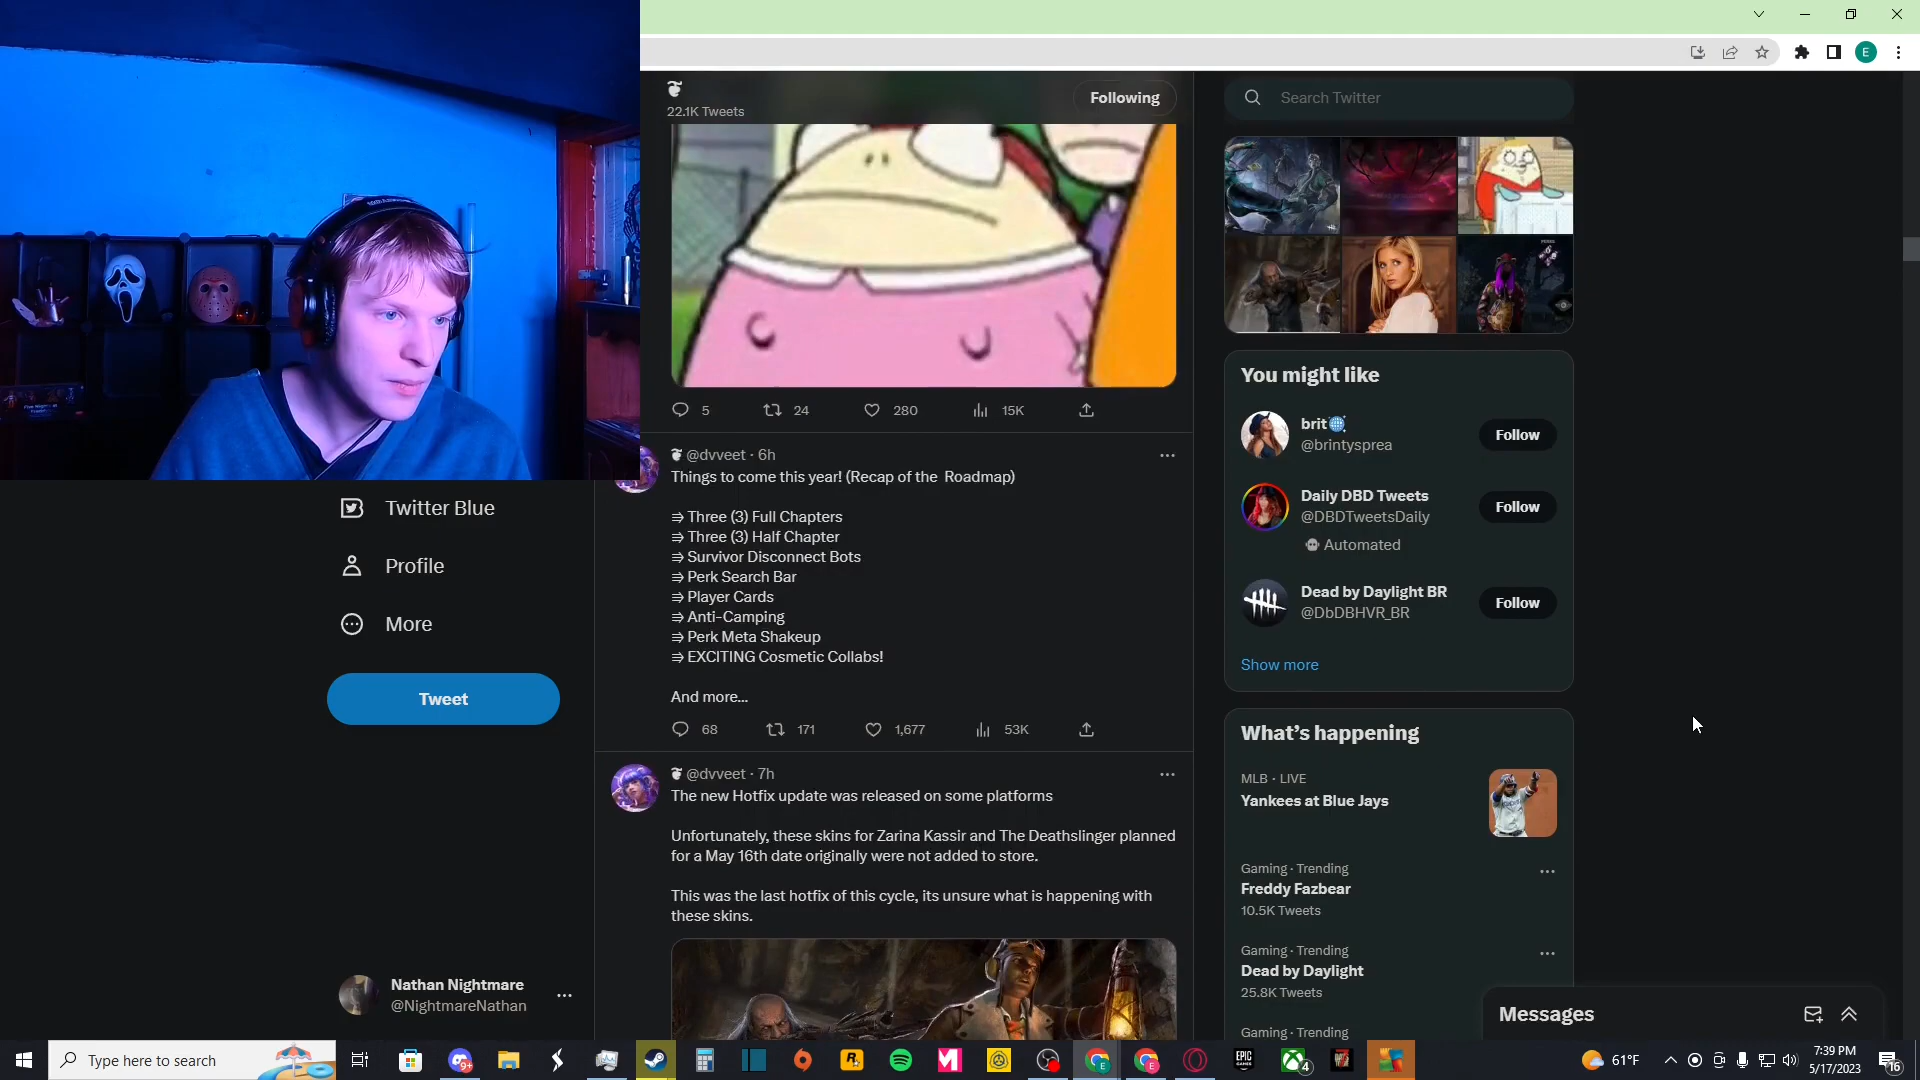 22.1K Tweets
Following
Search Twitter
5
24
280
15K
@dvveet · 6h
Things to come this year! (Recap of the Roadmap)
⇛ Three (3) Full Chapters
⇛ Three (3) Half Chapter
⇛ Survivor Disconnect Bots
⇛ Perk Search Bar
⇛ Player Cards
⇛ Anti-Camping
⇛ Perk Meta Shakeup
⇛ EXCITING Cosmetic Collabs!
And more...
68
171
1,677
53K
@dvveet · 7h
The new Hotfix update was released on some platforms
Unfortunately, these skins for Zarina Kassir and The Deathslinger planned
for a May 16th date originally were not added to store.
This was the last hotfix of this cycle, its unsure what is happening with
these skins.
Twitter Blue
Profile
More
Tweet
Nathan Nightmare
@NightmareNathan
You might like
brit
@brintysprea
Follow
Daily DBD Tweets
@DBDTweetsDaily
Automated
Follow
Dead by Daylight BR
@DbDBHVR_BR
Follow
Show more
What's happening
MLB · LIVE
Yankees at Blue Jays
Gaming · Trending
Freddy Fazbear
10.5K Tweets
Gaming · Trending
Dead by Daylight
25.8K Tweets
Gaming · Trending
Messages
E
Type here to search
9+
EPIC
GAMES
4
61°F
7:39 PM
5/17/2023
16